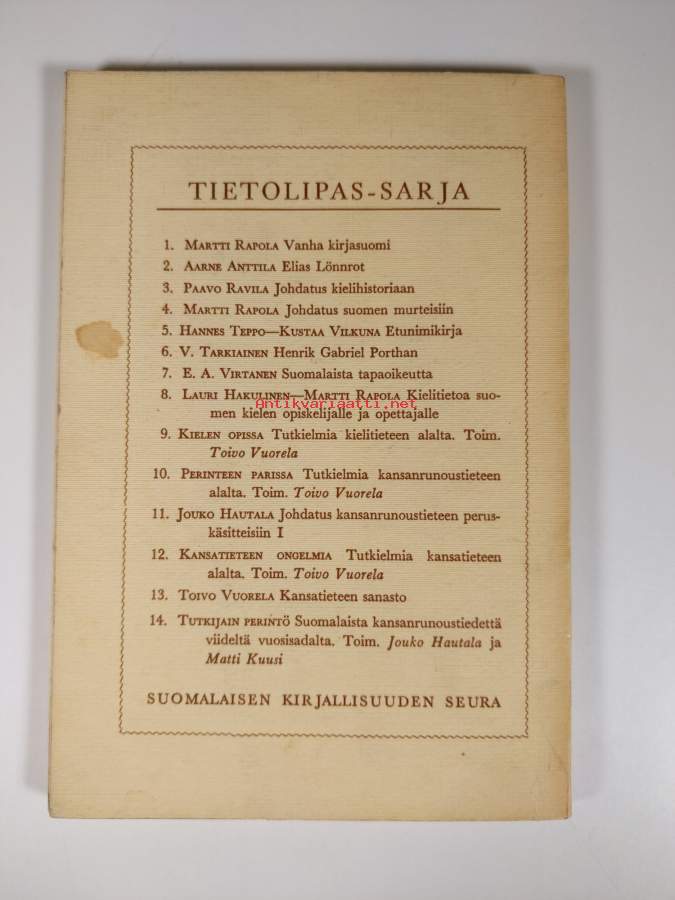 TIETOLIPAS-SARJA
1. MARTTI RAPOLA Vanha kirjasuomi
2. AARNE ANTTILA Elias Lönnrot
3. PAAVO RAVILA Johdatus kielihistoriaan
4. MARTTI RAPOLA Johdatus suomen murteisiin
5. HANNES TEPPO—KUSTAA VILKUNA Etunimikirja
6. V. TARKIAINEN Henrik Gabriel Porthan
7. E. A. VIRTANEN Suomalaista tapaoikeutta
8. LAURI HAKULINEN—MARTTI RAPOLA Kielitietoa suo-
Antikvariaatti.net
men kielen opiskelijalle ja opettajalle
9. KIELEN OPISSA Tutkielmia kielitieteen alalta. Toim.
Toivo Vuorela
10. PERINTEEN PARISSA Tutkielmia kansanrunoustieteen
alalta. Toim. Toivo Vuorela
11. JOUKO HAUTALA Johdatus kansanrunoustieteen perus-
käsitteisiin I
12. KANSATIETEEN ONGELMIA Tutkielmia kansatieteen
alalta. Toim. Toivo Vuorela
13. TOIVO VUORELA Kansatieteen sanasto
14. TUTKIJAIN PERINTÖ Suomalaista kansanrunoustiedettä
viideltä vuosisadalta. Toim. Jouko Hautala ja
Matti Kuusi
SUOMALAISEN KIRJALLISUUDEN SEURA